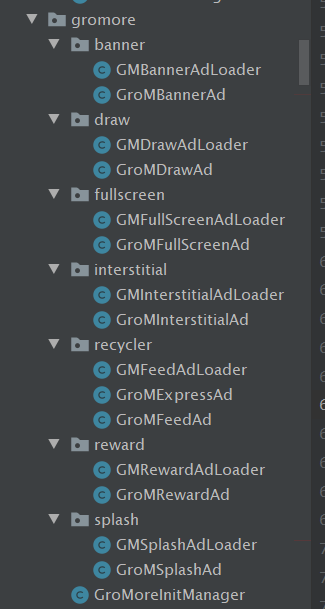 gromore
banner
GMBannerAdLoader
GroMBannerAd
draw
GMDrawAdLoader
GroMDrawAd
fullscreen
GMFullScreenAdLoader
GroMFullScreenAd
interstitial
GMInterstitialAdLoader
GroMInterstitialAd
recycler
GMFeedAdLoader
GroMExpressAd
GroMFeedAd
reward
GMRewardAdLoader
GroMRewardAd
splash
GMSplashAdLoader
GroMSplashAd
GroMoreInitManager